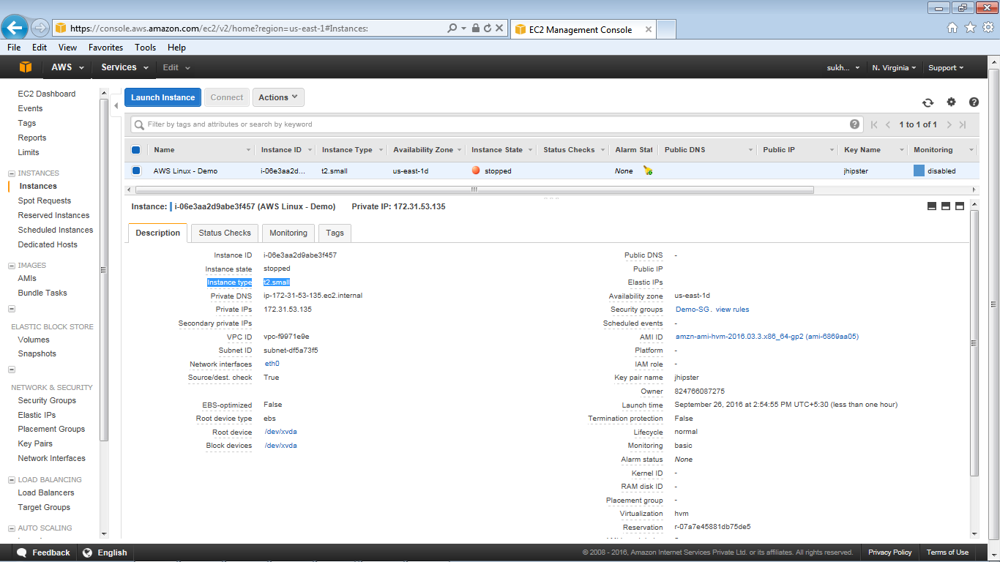 https://console.aws.amazon.com/ec2/v2/home?region=us-east-1#Instances:
EC2 Management Console
File Edit View Favorites Tools Help
AWS Services Edit sukh... N. Virginia Support
EC2 Dashboard
Events
Tags
Reports
Limits
INSTANCES
Instances
Spot Requests
Reserved Instances
Scheduled Instances
Dedicated Hosts
IMAGES
AMIs
Bundle Tasks
ELASTIC BLOCK STORE
Volumes
Snapshots
NETWORK & SECURITY
Security Groups
Elastic IPs
Placement Groups
Key Pairs
Network Interfaces
LOAD BALANCING
Load Balancers
Target Groups
AUTO SCALING
Launch Instance Connect Actions
Filter by tags and attributes or search by keyword
1 to 1 of 1
Name Instance ID Instance Type Availability Zone Instance State Status Checks Alarm Stat Public DNS Public IP Key Name Monitoring
AWS Linux - Demo i-06e3aa2d... t2.small us-east-1d stopped None jhipster disabled
Instance: i-06e3aa2d9abe3f457 (AWS Linux - Demo) Private IP: 172.31.53.135
Description Status Checks Monitoring Tags
Instance ID i-06e3aa2d9abe3f457
Instance state stopped
Instance type t2.small
Private DNS ip-172-31-53-135.ec2.internal
Private IPs 172.31.53.135
Secondary private IPs
VPC ID vpc-f9971e9e
Subnet ID subnet-df5a73f5
Network interfaces eth0
Source/dest. check True
EBS-optimized False
Root device type ebs
Root device /dev/xvda
Block devices /dev/xvda
Public DNS -
Public IP
Elastic IPs
Availability zone us-east-1d
Security groups Demo-SG. view rules
Scheduled events -
AMI ID amzn-ami-hvm-2016.03.3.x86_64-gp2 (ami-6869aa05)
Platform -
IAM role -
Key pair name jhipster
Owner 824766087275
Launch time September 26, 2016 at 2:54:55 PM UTC+5:30 (less than one hour)
Termination protection False
Lifecycle normal
Monitoring basic
Alarm status None
Kernel ID -
RAM disk ID -
Placement group -
Virtualization hvm
Reservation r-07a7e45881db75de5
Feedback English © 2008 - 2016, Amazon Internet Services Private Ltd. or its affiliates. All rights reserved. Privacy Policy Terms of Use